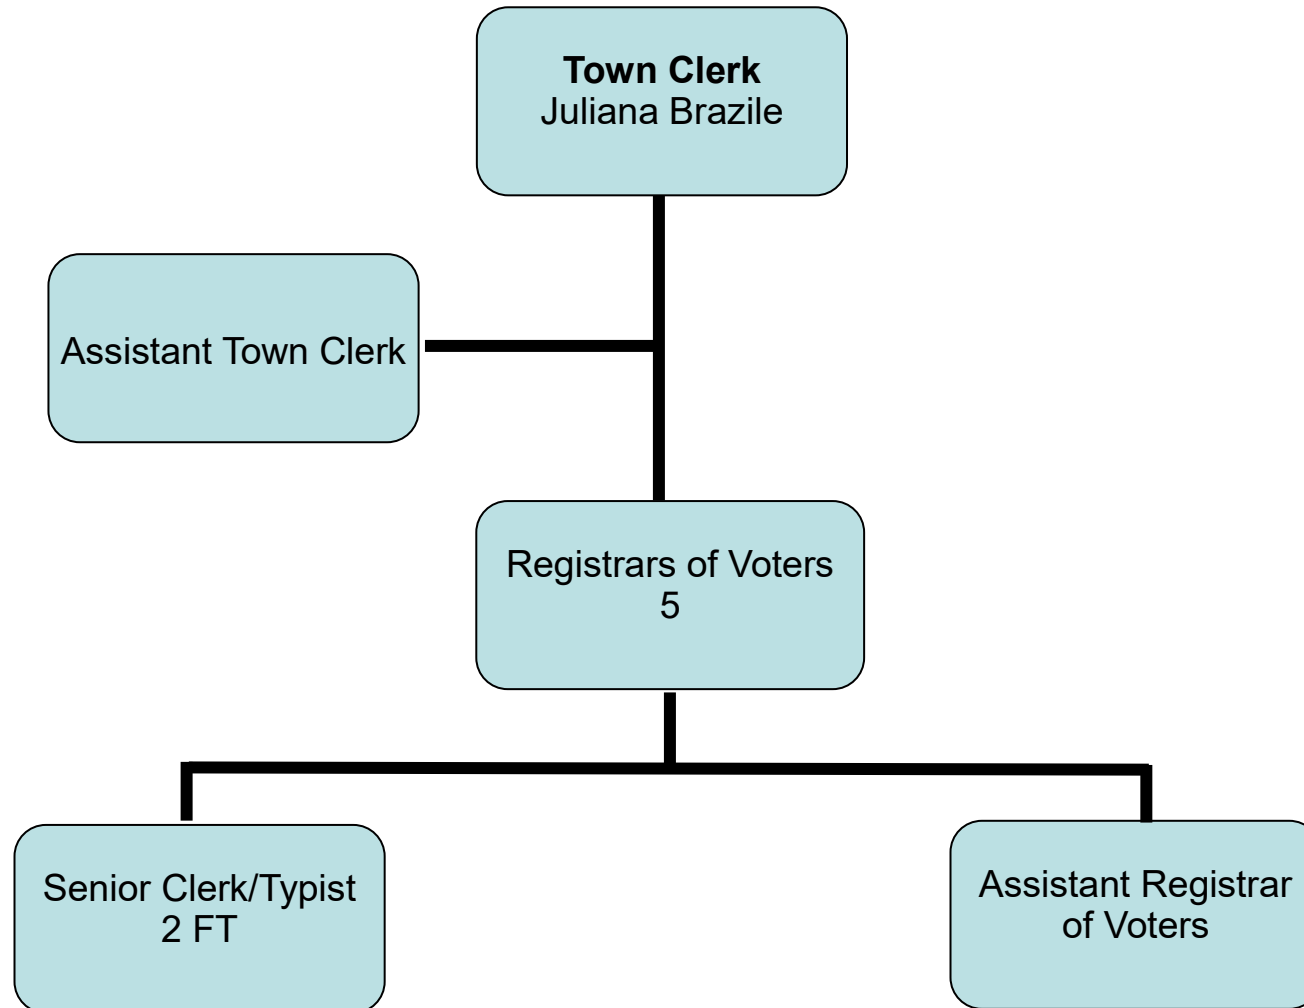 Town Clerk
Juliana Brazile
Assistant Town Clerk
Registrars of Voters
5
Senior Clerk/Typist
2 FT
Assistant Registrar
of Voters